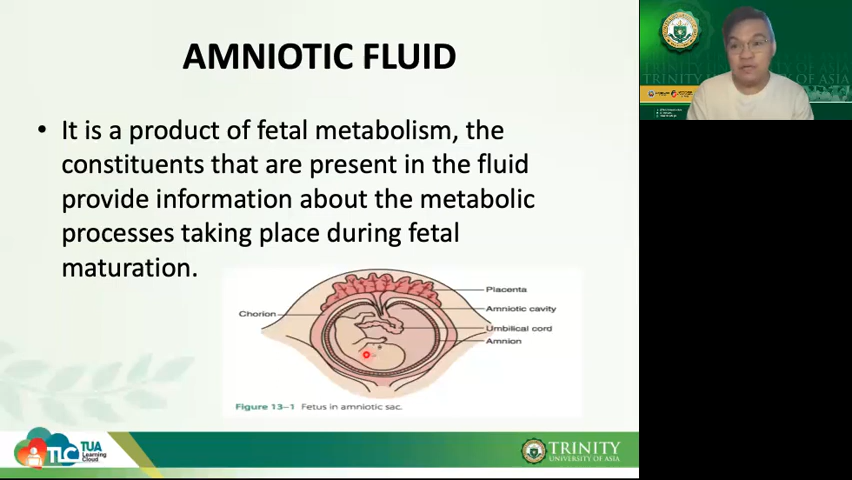 AMNIOTIC FLUID
• It is a product of fetal metabolism, the
constituents that are present in the fluid
provide information about the metabolic
processes taking place during fetal
maturation.
Placenta
Amniotic cavity
Chorion
Umbilical cord
Amnion
Figure 13–1 Fetus in amniotic sac.
TLC
TUA
Learning
Cloud
TRINITY
UNIVERSITY OF ASIA
TRINITY
OF ASIA